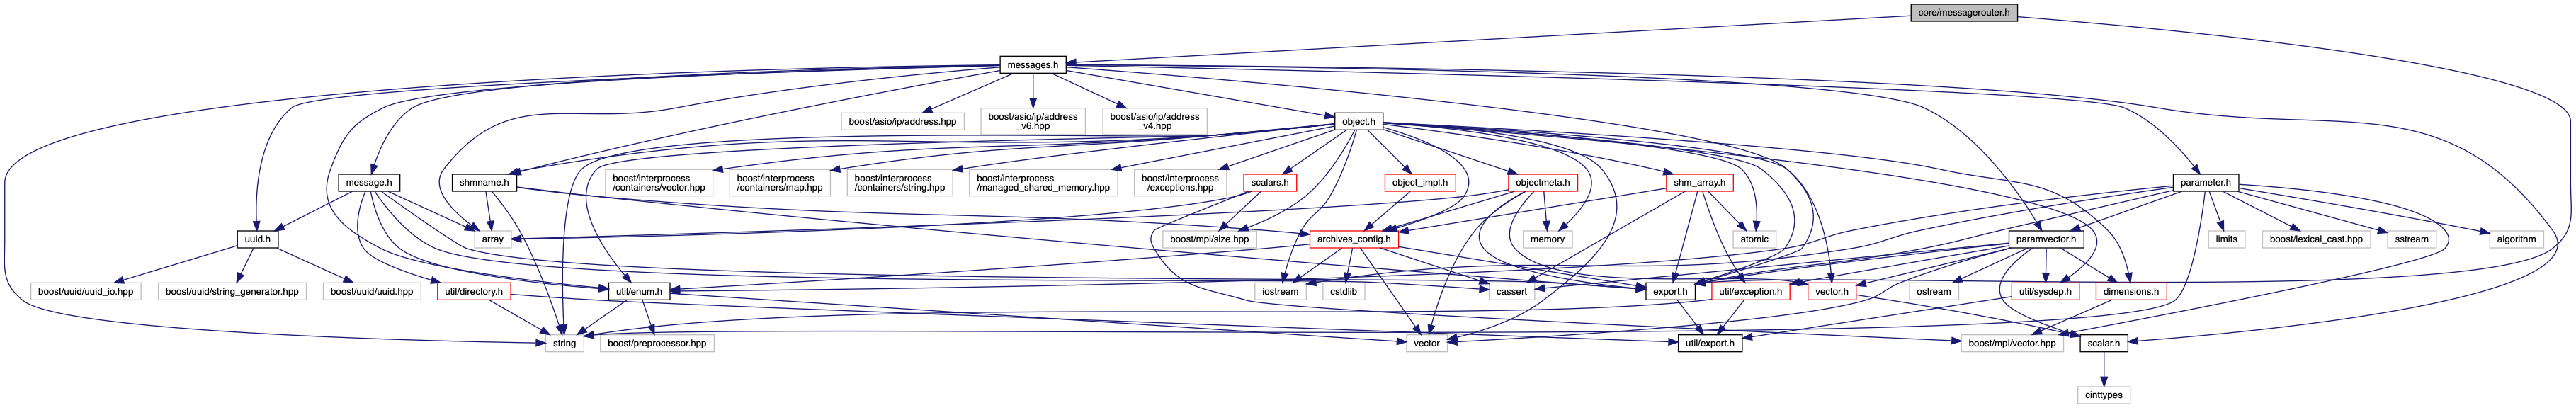 core/messagerouter.h
messages.h
boost/asio/ip/address.hpp
boost/asio/ip/address
_v6.hpp
boost/asio/ip/address
_v4.hpp
object.h
message.h
shmname.h
boost/interprocess
/containers/vector.hpp
boost/interprocess
/containers/map.hpp
boost/interprocess
/containers/string.hpp
boost/interprocess
/managed_shared_memory.hpp
boost/interprocess
/exceptions.hpp
scalars.h
object_impl.h
objectmeta.h
shm_array.h
parameter.h
uuid.h
array
boost/mpl/size.hpp
archives_config.h
memory
atomic
paramvector.h
limits
boost/lexical_cast.hpp
sstream
algorithm
boost/uuid/uuid_io.hpp
boost/uuid/string_generator.hpp
boost/uuid/uuid.hpp
util/directory.h
util/enum.h
iostream
cstdlib
cassert
export.h
util/exception.h
vector.h
ostream
util/sysdep.h
dimensions.h
string
boost/preprocessor.hpp
vector
util/export.h
boost/mpl/vector.hpp
scalar.h
cinttypes